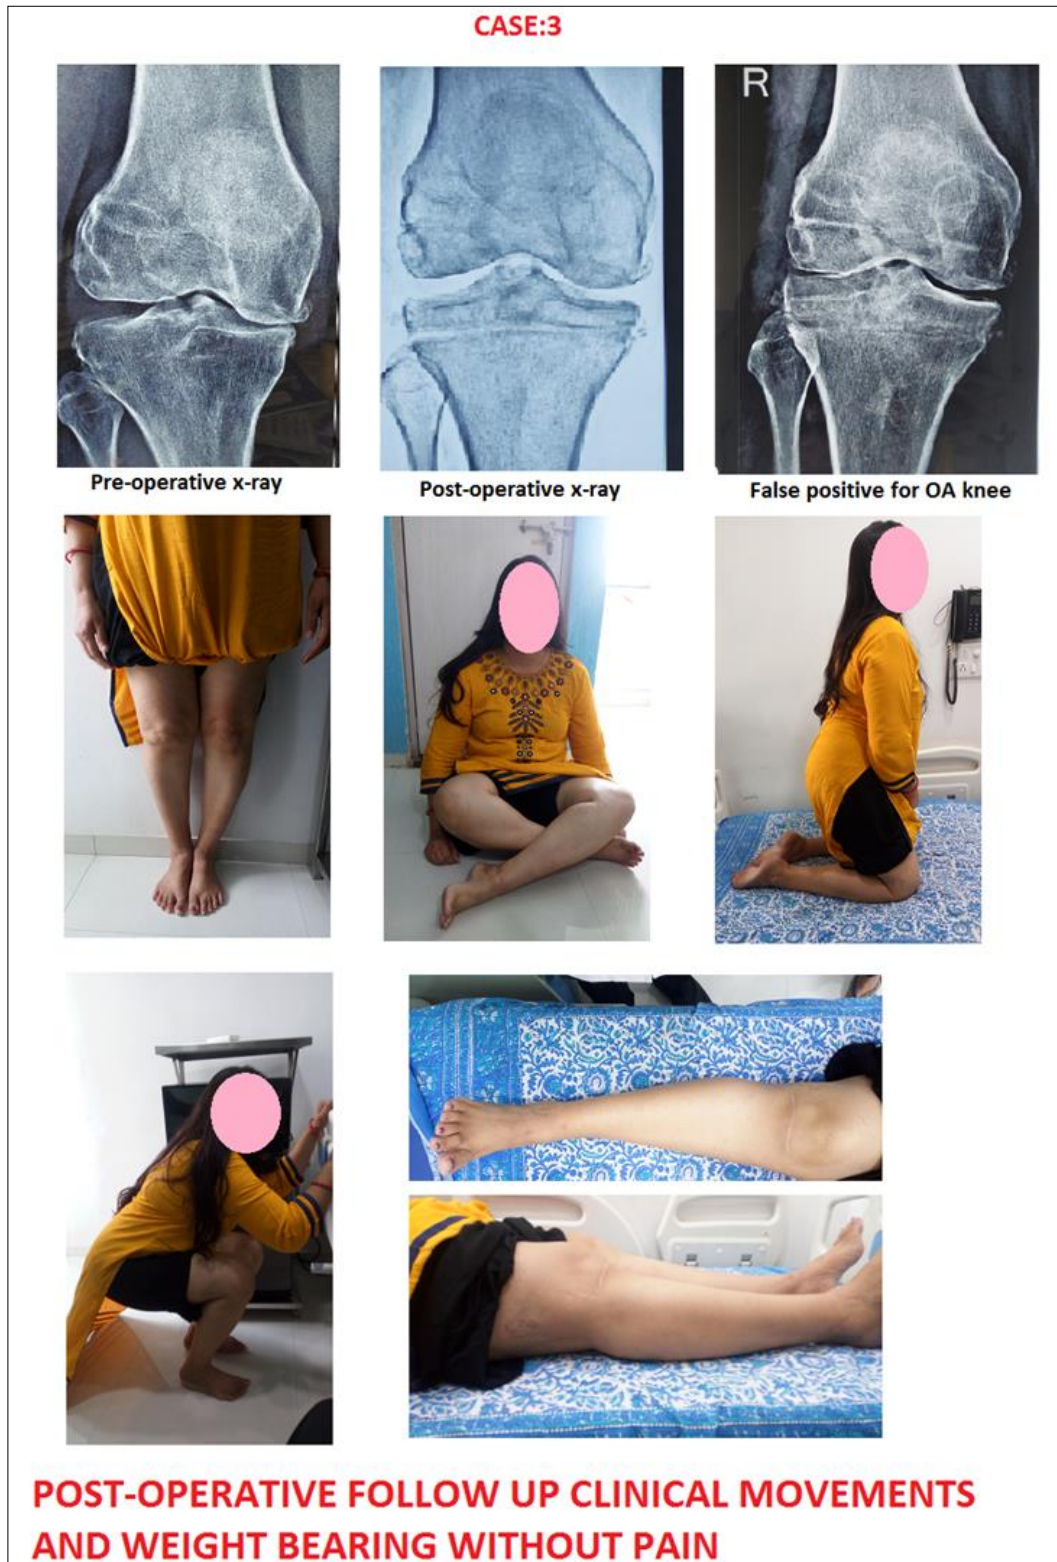 CASE:3
R
Pre-operative x-ray
Post-operative x-ray
False positive for OA knee
POST-OPERATIVE FOLLOW UP CLINICAL MOVEMENTS
AND WEIGHT BEARING WITHOUT PAIN